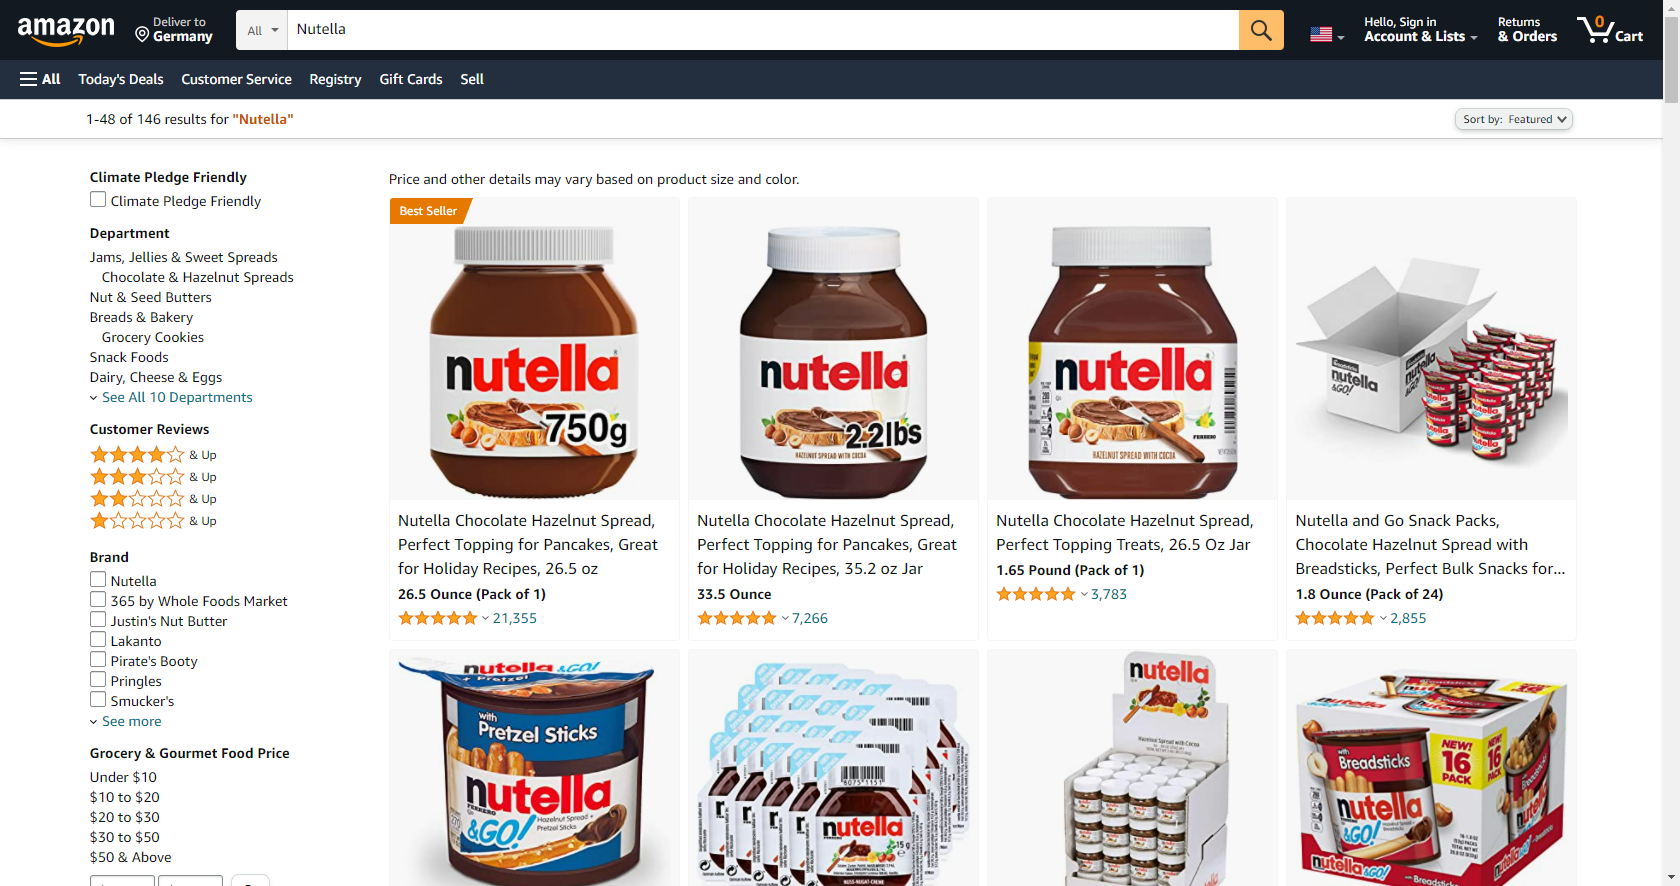 amazon
Deliver to
Germany
All
Nutella
Hello, Sign in
Account & Lists
Returns
& Orders
0
Cart
All
Today's Deals
Customer Service
Registry
Gift Cards
Sell
1-48 of 146 results for "Nutella"
Sort by: Featured
Climate Pledge Friendly
Climate Pledge Friendly
Department
Jams, Jellies & Sweet Spreads
Chocolate & Hazelnut Spreads
Nut & Seed Butters
Breads & Bakery
Grocery Cookies
Snack Foods
Dairy, Cheese & Eggs
See All 10 Departments
Customer Reviews
& Up
& Up
& Up
& Up
Brand
Nutella
365 by Whole Foods Market
Justin's Nut Butter
Lakanto
Pirate's Booty
Pringles
Smucker's
See more
Grocery & Gourmet Food Price
Under $10
$10 to $20
$20 to $30
$30 to $50
$50 & Above
Price and other details may vary based on product size and color.
Best Seller
nutella
750g
Nutella Chocolate Hazelnut Spread,
Perfect Topping for Pancakes, Great
for Holiday Recipes, 26.5 oz
26.5 Ounce (Pack of 1)
21,355
nutella
2.2lbs
HAZELNUT SPREAD WITH COCOA
Nutella Chocolate Hazelnut Spread,
Perfect Topping for Pancakes, Great
for Holiday Recipes, 35.2 oz Jar
33.5 Ounce
7,266
nutella
FERRERO
HAZELNUT SPREAD WITH COCOA
Nutella Chocolate Hazelnut Spread,
Perfect Topping Treats, 26.5 Oz Jar
1.65 Pound (Pack of 1)
3,783
nutella
&GO!
Nutella and Go Snack Packs,
Chocolate Hazelnut Spread with
Breadsticks, Perfect Bulk Snacks for...
1.8 Ounce (Pack of 24)
2,855
nutella &GO!
+ Pretzel
with
Pretzel Sticks
nutella
FERRERO
&GO!
Hazelnut Spread +
Pretzel Sticks
nutella
15 g
nutella
Hazelnut Spread with Cocoa
NEW!
16
PACK
NEW!
16
PACK
with
Breadsticks
nutella
&GO!
nutella &GO!